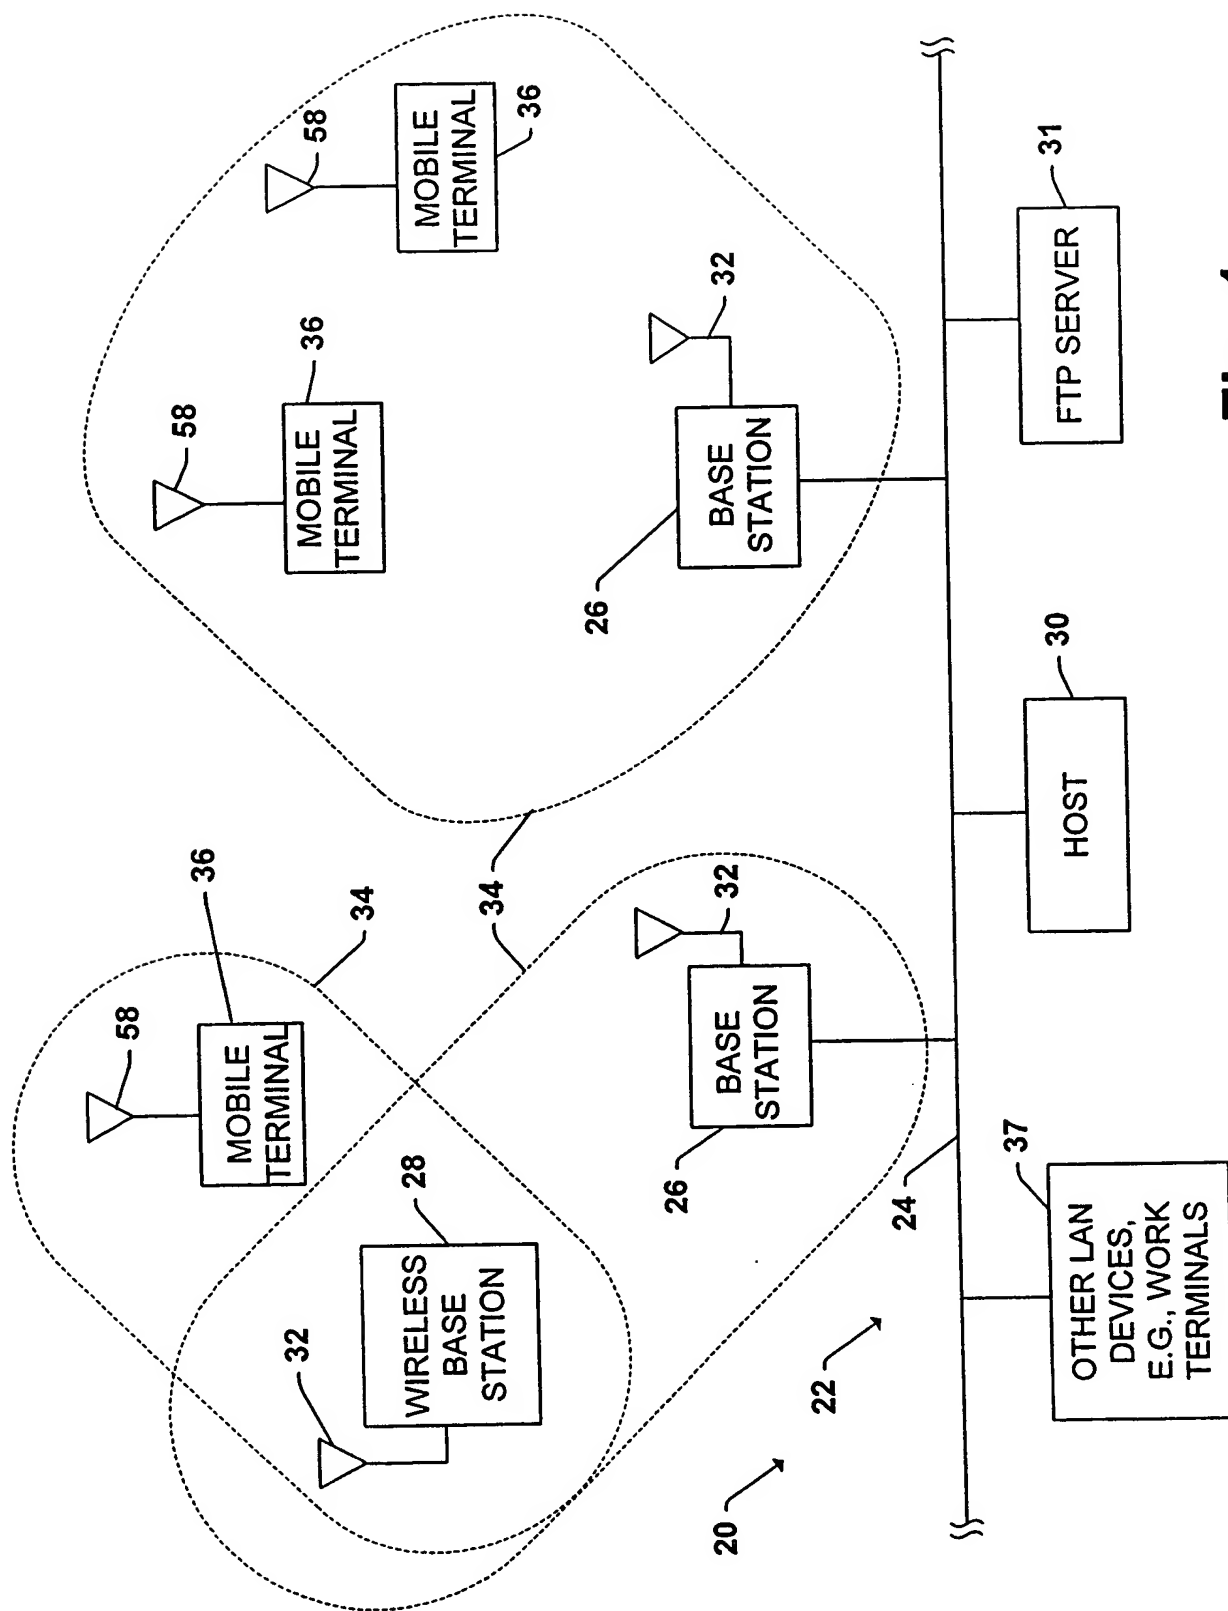 58
36
MOBILE
TERMINAL
34
32
28
WIRELESS
BASE
STATION
58
36
MOBILE
TERMINAL
58
36
MOBILE
TERMINAL
34
32
26
BASE
STATION
32
26
BASE
STATION
20
22
24
37
OTHER LAN
DEVICES,
E.G., WORK
TERMINALS
30
HOST
31
FTP SERVER